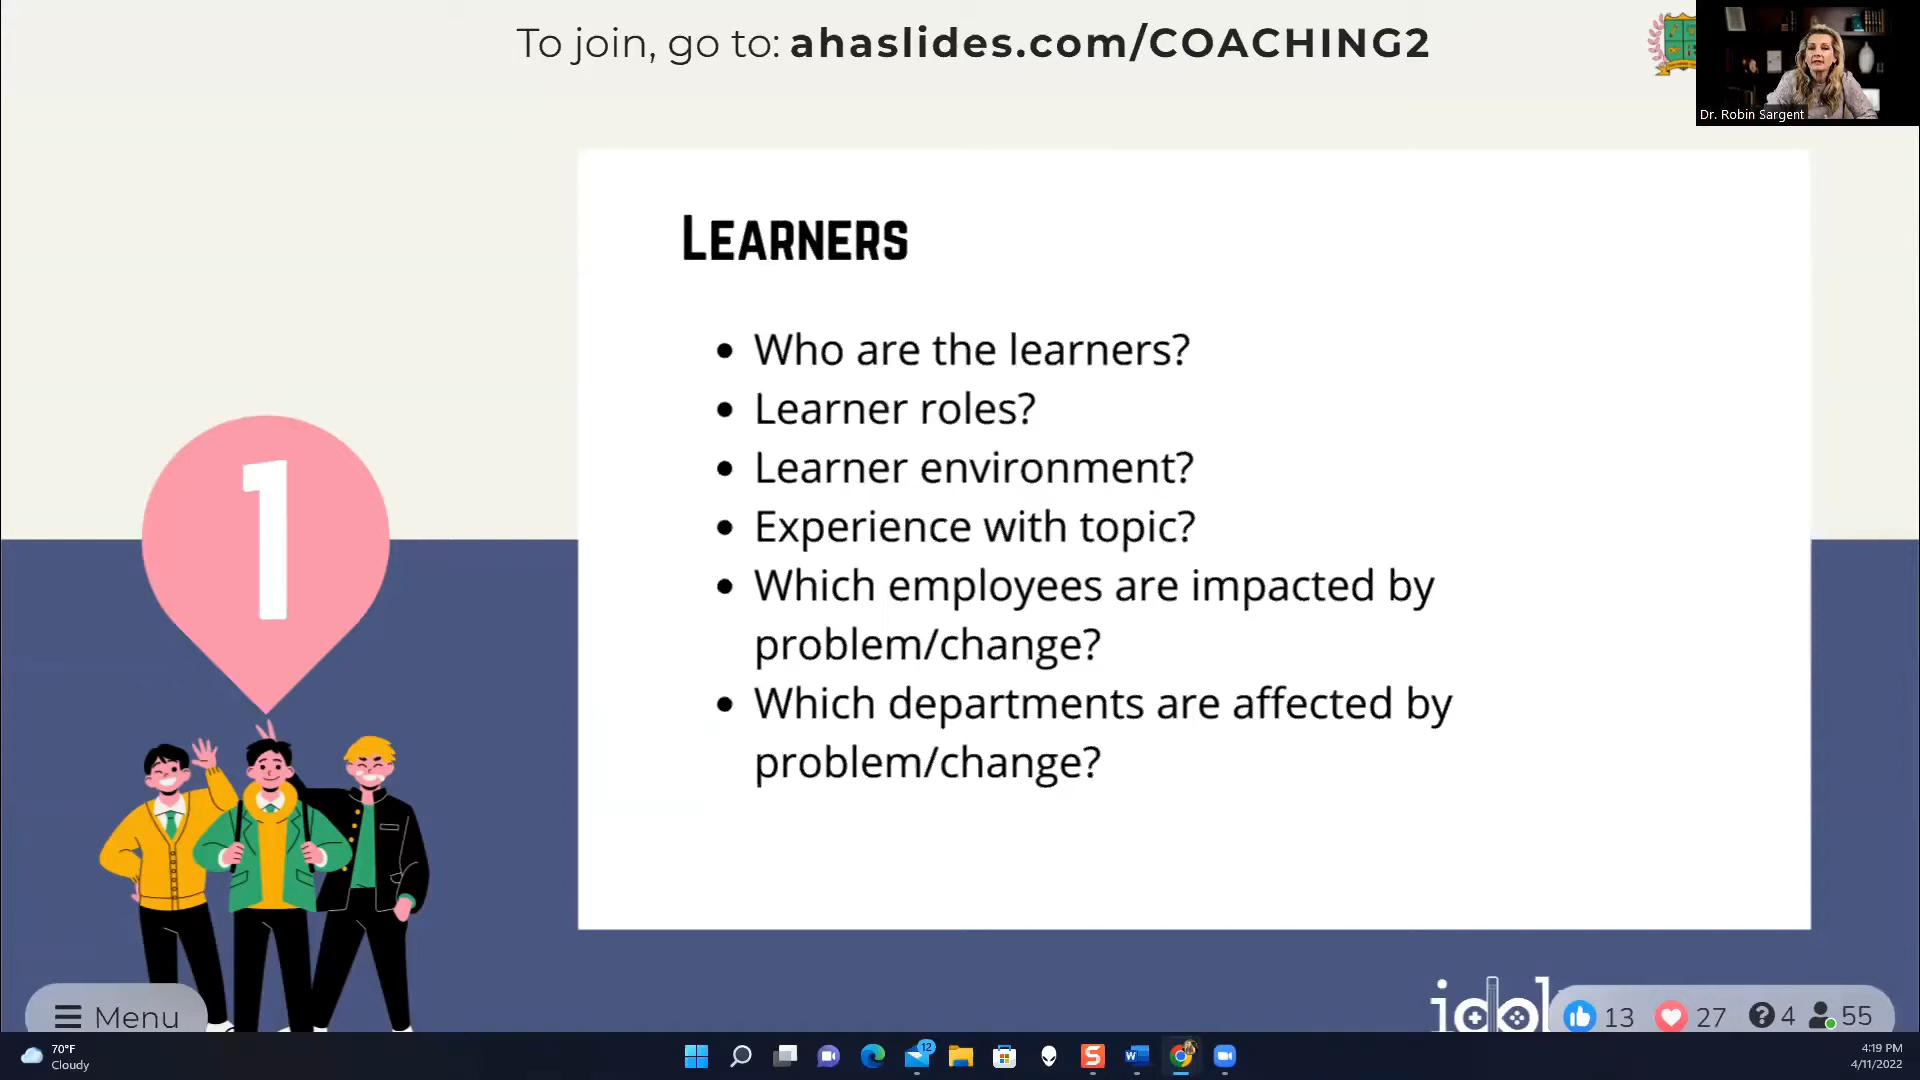 To join, go to: ahaslides.com/COACHING2
Dr. Robin Sargent
LEARNERS
• Who are the learners?
• Learner roles?
• Learner environment?
• Experience with topic?
• Which employees are impacted by
problem/change?
• Which departments are affected by
problem/change?
1
Menu
idol
13 27 4 55
70°F
Cloudy
12
S
W
4:19 PM
4/11/2022